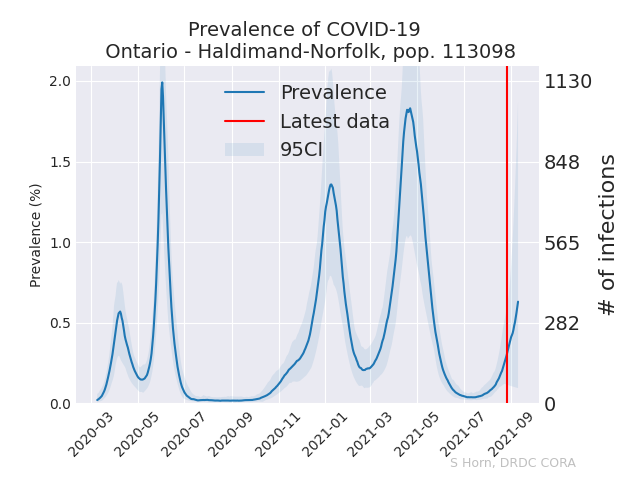 Prevalence of COVID-19
Ontario - Haldimand-Norfolk, pop. 113098
Prevalence (%)
2.0
1.5
1.0
0.5
0.0
Prevalence
Latest data
95CI
1130
848
565
282
0
# of infections
2020-03
2020-05
2020-07
2020-09
2020-11
2021-01
2021-03
2021-05
2021-07
2021-09
S Horn, DRDC CORA